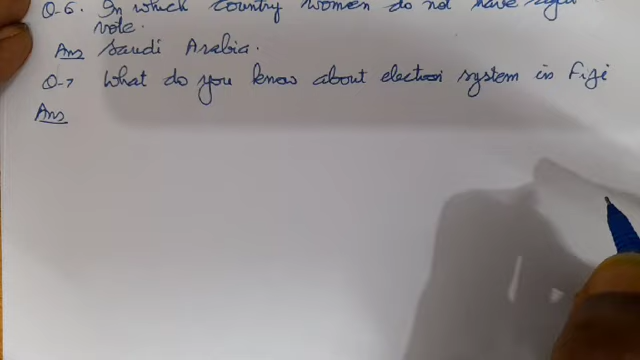 Q.6. In which country women do not have right
vote.
Ans Saudi Arabia.
Q-7 What do you know about election system in Fiji
Ans